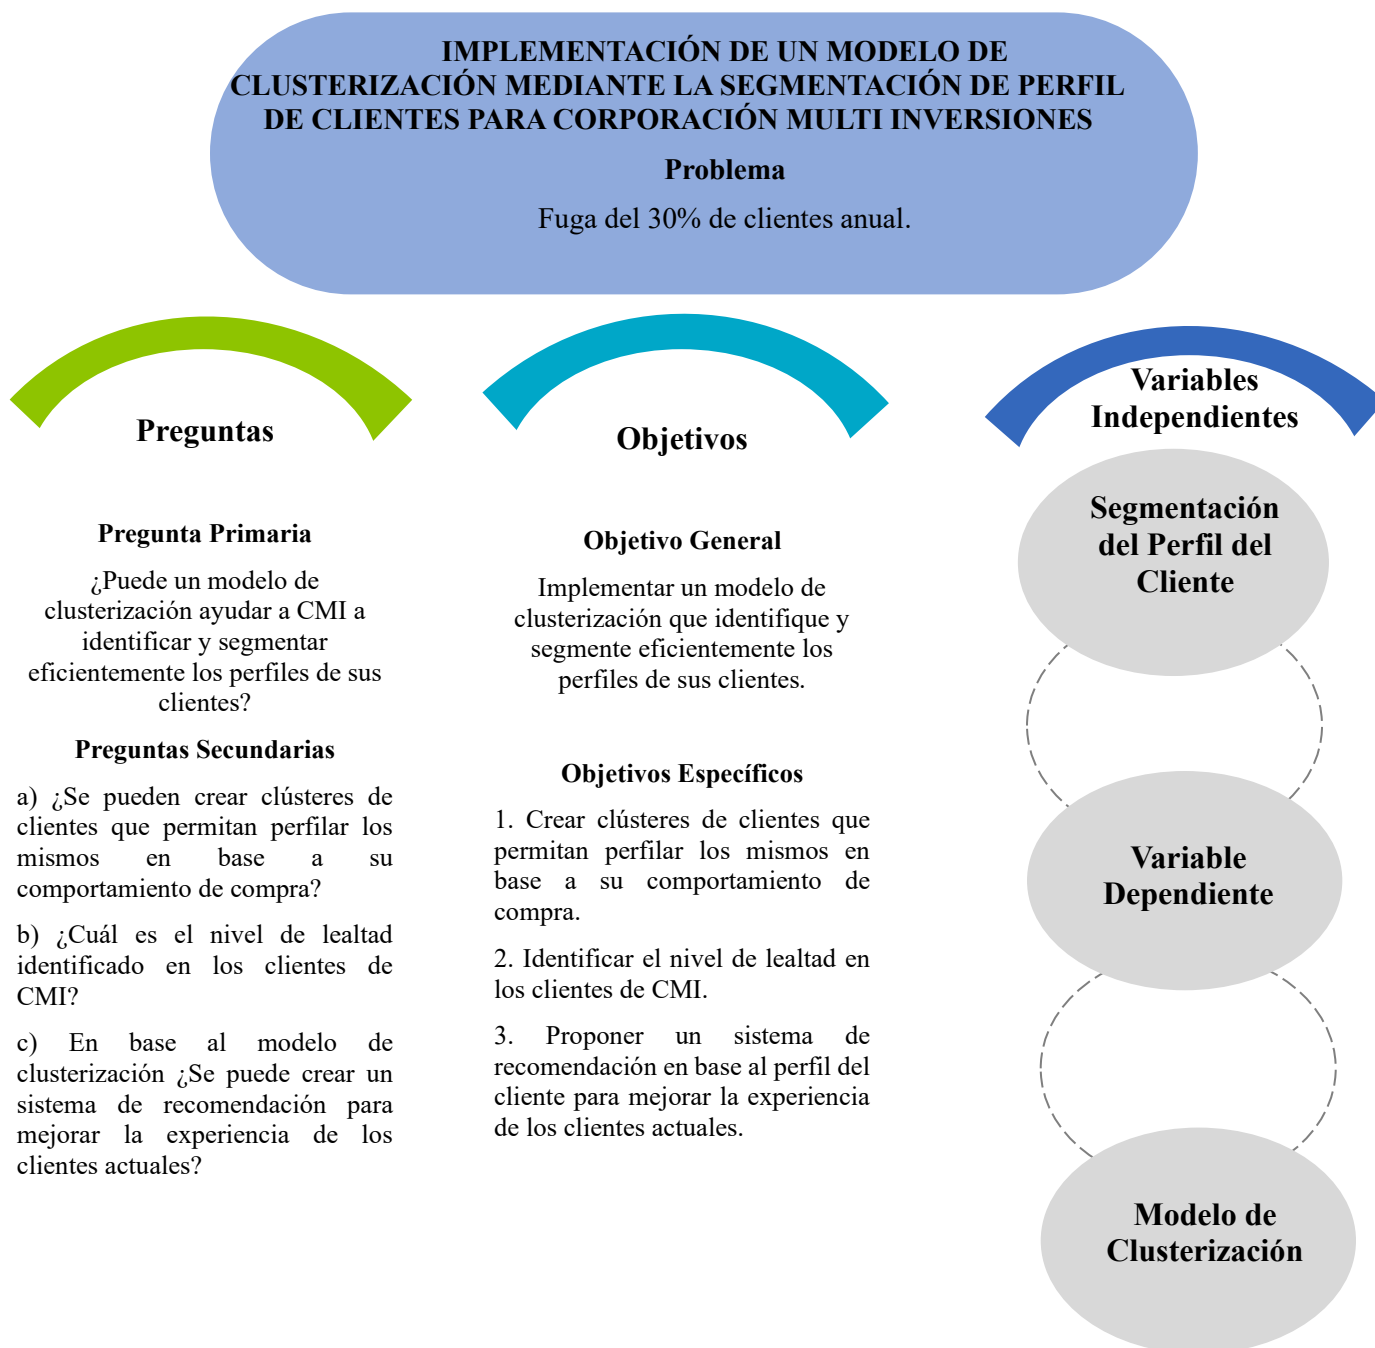 IMPLEMENTACIÓN DE UN MODELO DE
CLUSTERIZACIÓN MEDIANTE LA SEGMENTACIÓN DE PERFIL
DE CLIENTES PARA CORPORACIÓN MULTI INVERSIONES
Problema
Fuga del 30% de clientes anual.
Preguntas
Pregunta Primaria
¿Puede un modelo de
clusterización ayudar a CMI a
identificar y segmentar
eficientemente los perfiles de sus
clientes?
Preguntas Secundarias
a) ¿Se pueden crear clústeres de
clientes que permitan perfilar los
mismos en base a su
comportamiento de compra?
b) ¿Cuál es el nivel de lealtad
identificado en los clientes de
CMI?
c) En base al modelo de
clusterización ¿Se puede crear un
sistema de recomendación para
mejorar la experiencia de los
clientes actuales?
Objetivos
Objetivo General
Implementar un modelo de
clusterización que identifique y
segmente eficientemente los
perfiles de sus clientes.
Objetivos Específicos
1. Crear clústeres de clientes que
permitan perfilar los mismos en
base a su comportamiento de
compra.
2. Identificar el nivel de lealtad en
los clientes de CMI.
3. Proponer un sistema de
recomendación en base al perfil del
cliente para mejorar la experiencia
de los clientes actuales.
Variables
Independientes
Segmentación
del Perfil del
Cliente
Variable
Dependiente
Modelo de
Clusterización